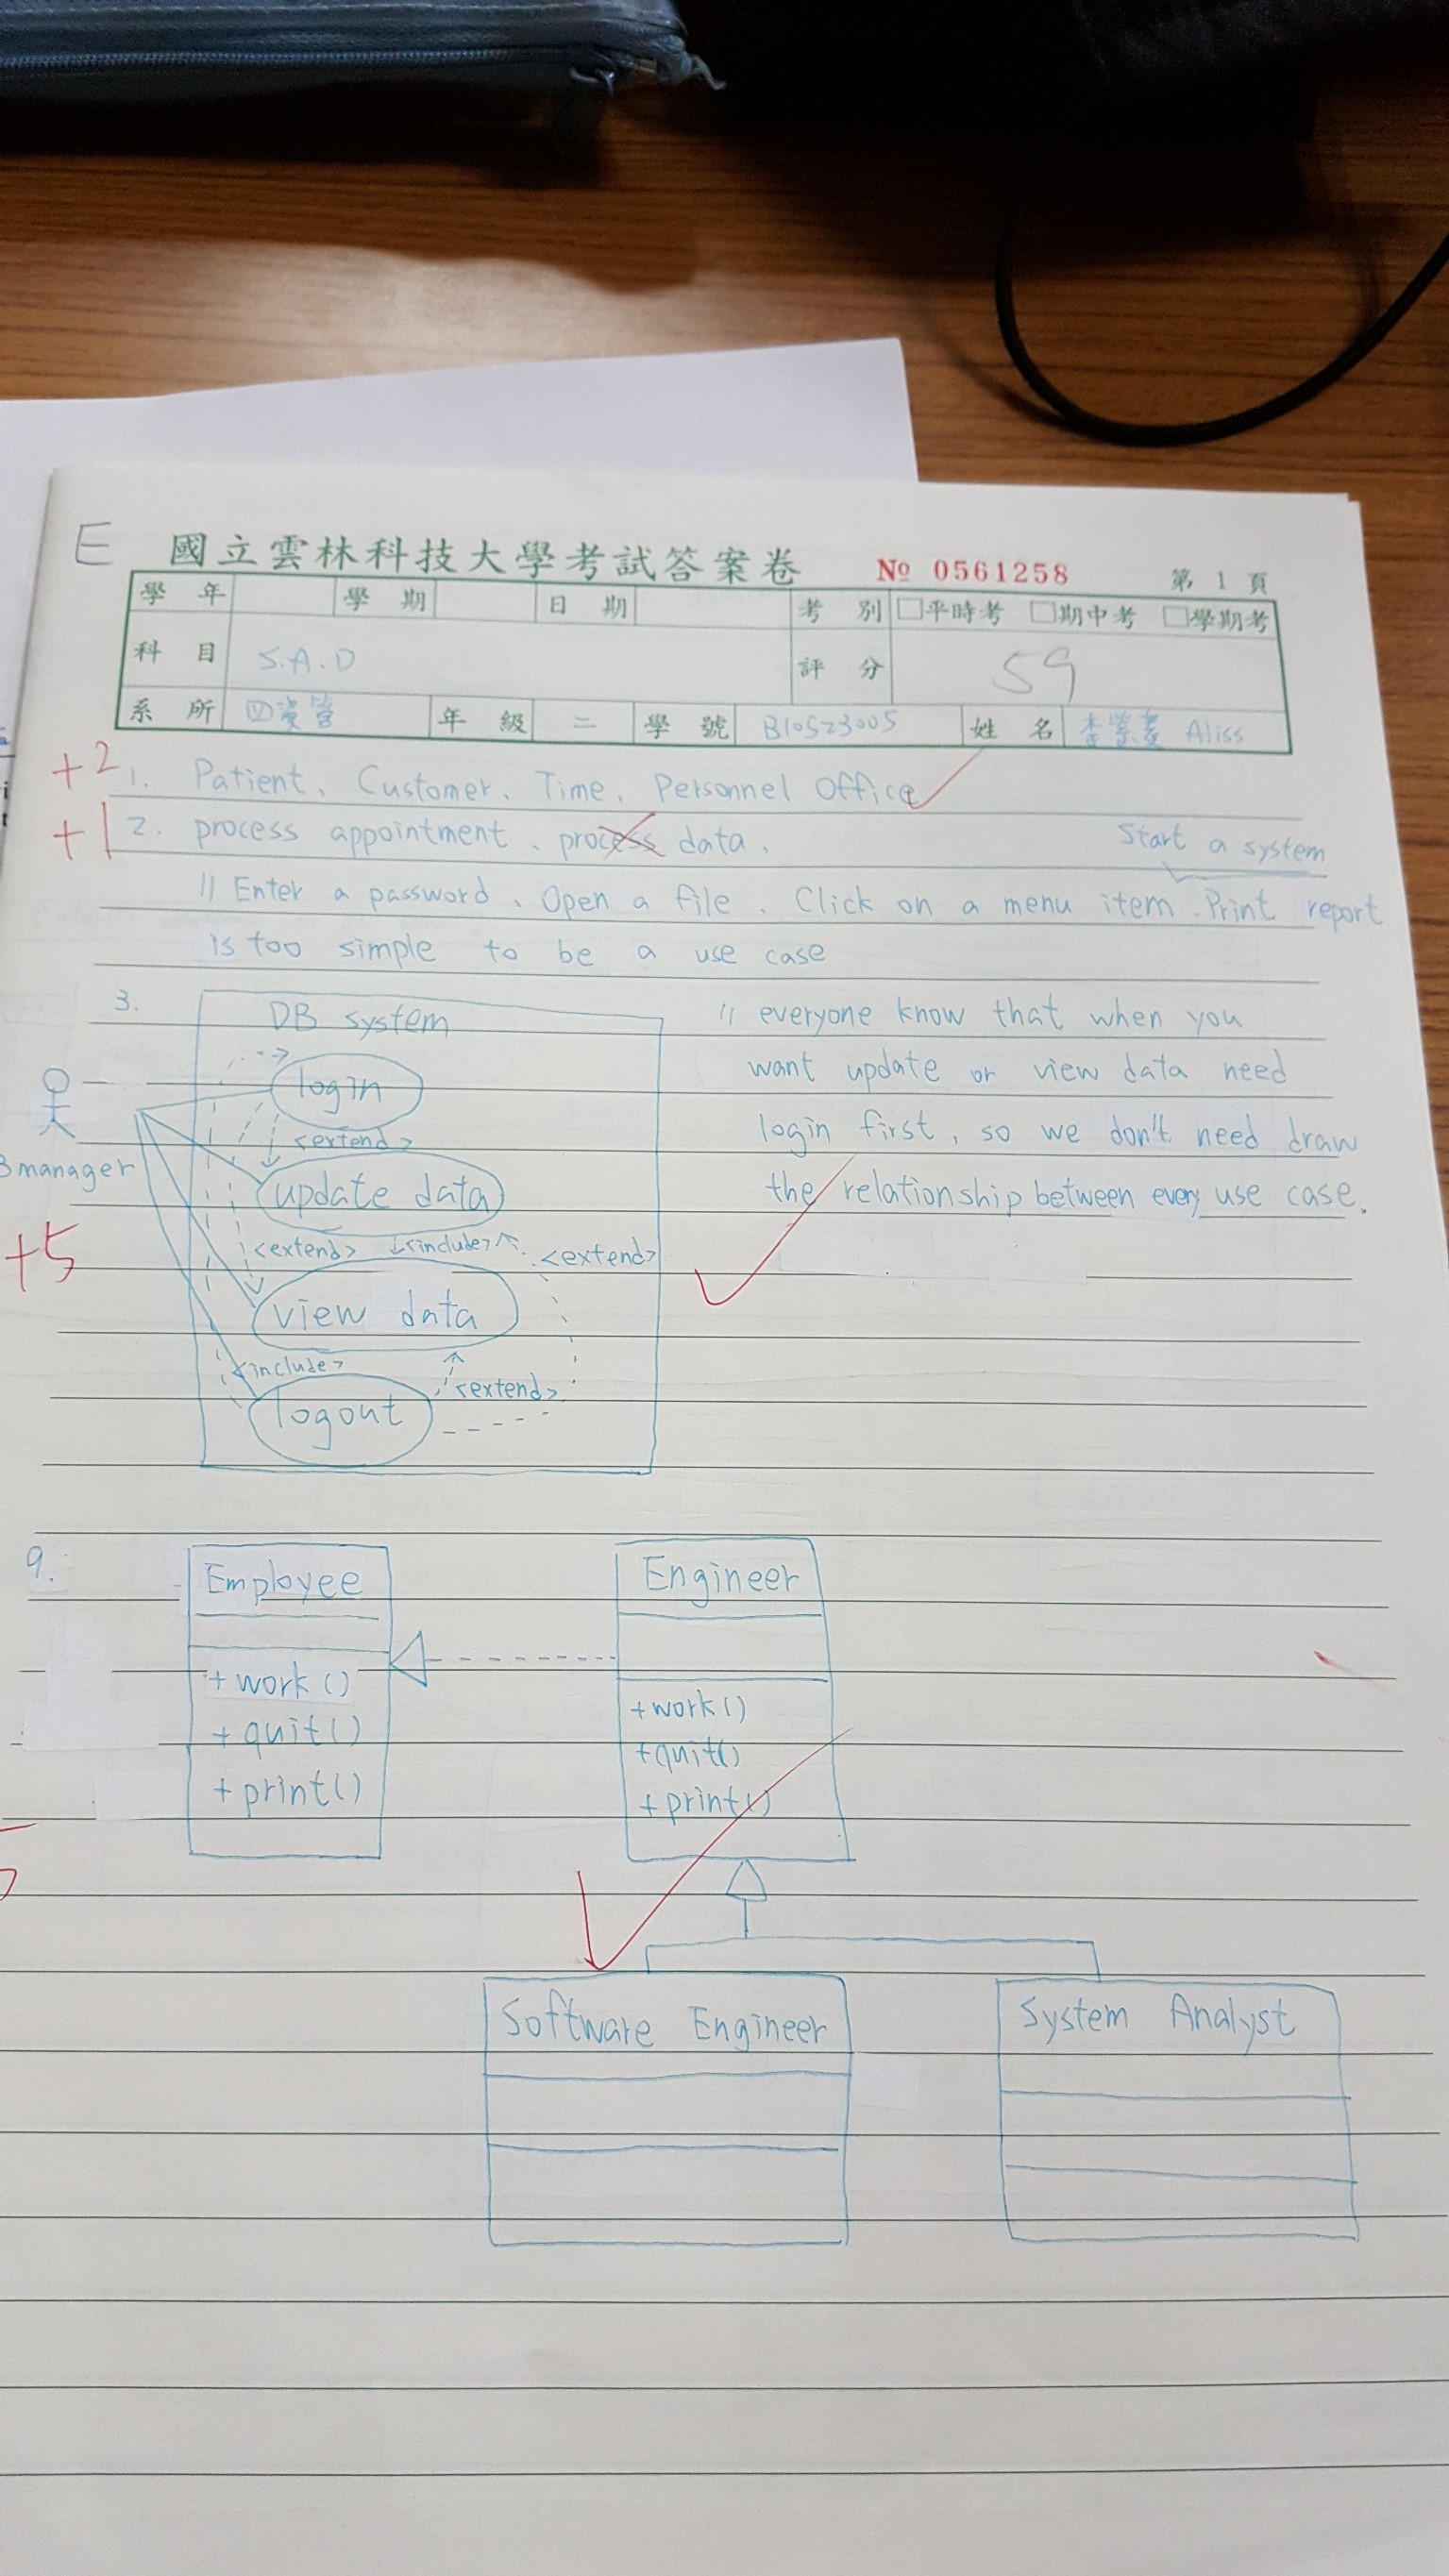 E
國立雲林科技大學考試答案卷 № 0561258 第 1 頁
學年 學期 日期 考別 □平時考 □期中考 □學期考
科目 S.A.D 評分 59
系所 四資管 年級 二 學號 B10523005 姓名 李 Aliss
+2 1. Patient、Customer、Time、Personnel Office
+1 2. process appointment、process data、
Start a system
// Enter a password、Open a file、Click on a menu item、Print report
is too simple to be a use case
3.
DB system
login
<extend>
update data
manager
<extend> <include> <extend>
view data
<include>
<extend>
logout
+5
// everyone know that when you
want update or view data need
login first, so we don't need draw
the relationship between every use case.
9.
Employee
+ work ()
+ quit()
+ print()
Engineer
+work()
+quit()
+print()
Software Engineer
System Analyst